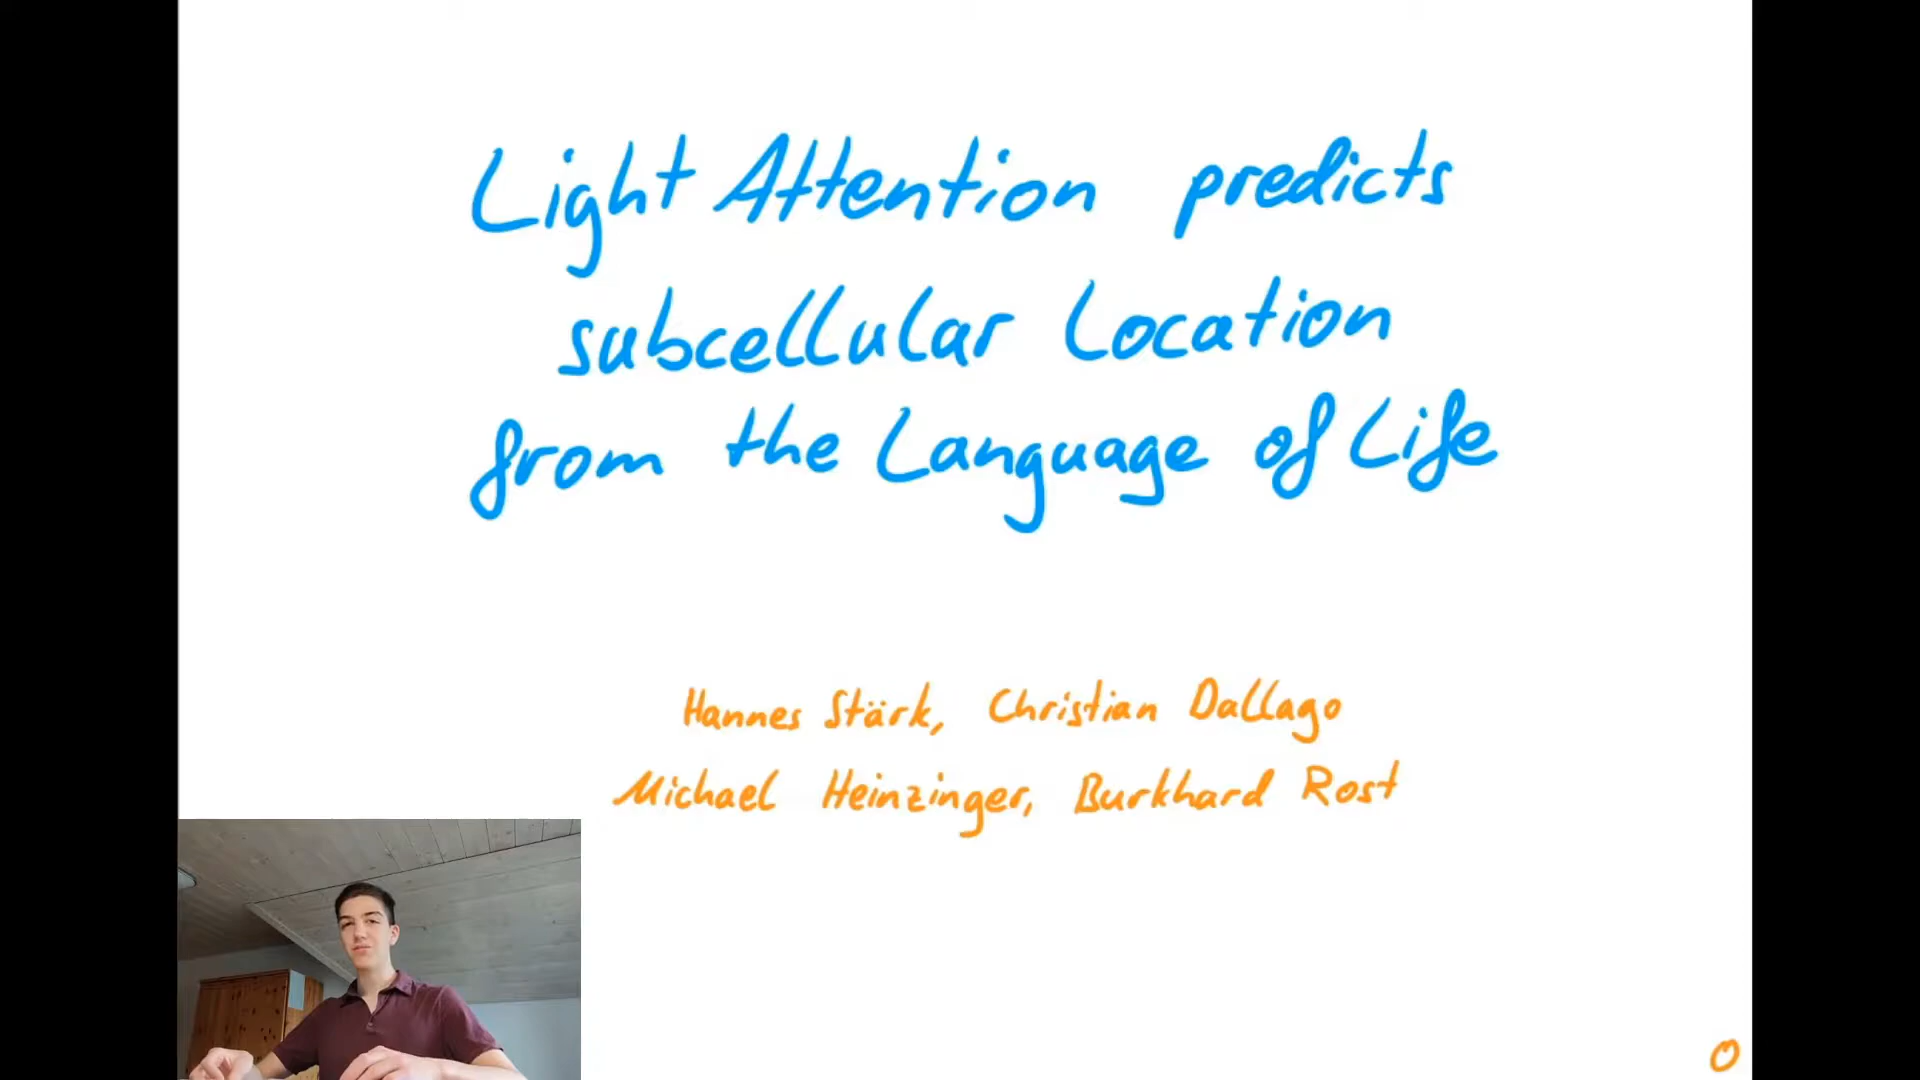 Light Attention predicts
subcellular Location
from the Language of Life
Hannes Stärk, Christian Dallago
Michael Heinzinger, Burkhard Rost
0